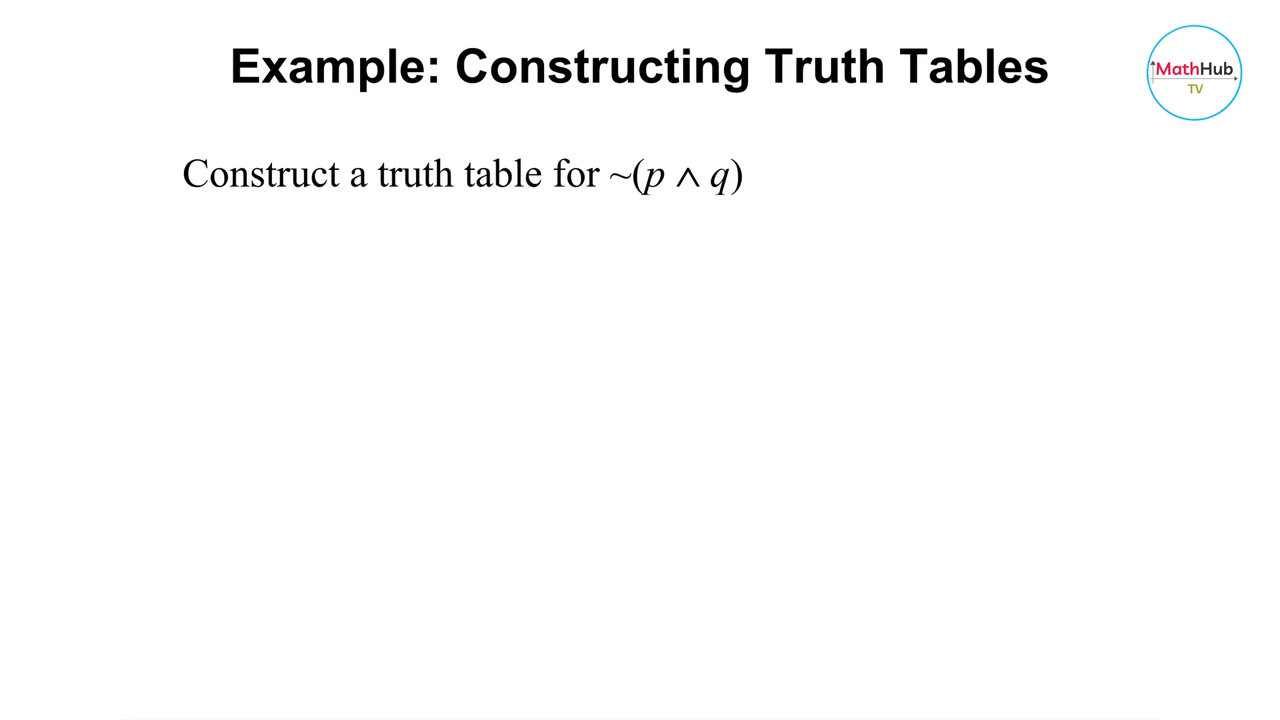 Example: Constructing Truth Tables
MathHub
TV
Construct a truth table for ~(p ∧ q)